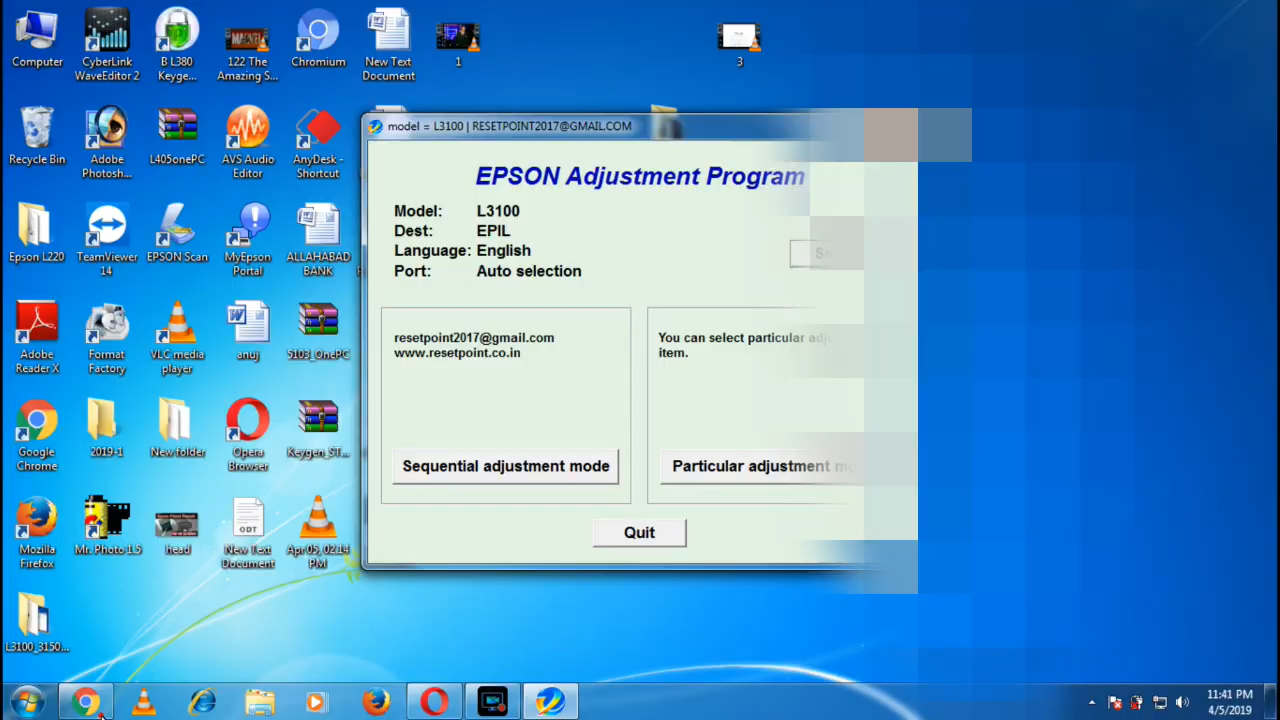 Computer
CyberLink
WaveEditor 2
B L380
Keyge...
122 The
Amazing S...
Chromium
New Text
Document
1
3
Recycle Bin
Adobe
Photosh...
L405onePC
AVS Audio
Editor
AnyDesk -
Shortcut
model = L3100 | RESETPOINT2017@GMAIL.COM
EPSON Adjustment Program
Model: L3100
Dest: EPIL
Language: English
Port: Auto selection
resetpoint2017@gmail.com
www.resetpoint.co.in
You can select particular
item.
Sequential adjustment mode
Particular adjustment
Quit
Epson L220
TeamViewer
14
EPSON Scan
MyEpson
Portal
ALLAHABAD
BANK
Adobe
Reader X
Format
Factory
VLC media
player
anuj
5103_OnePC
Google
Chrome
2019-1
New folder
Opera
Browser
Keygen_ST...
Mozilla
Firefox
Mr. Photo 1.5
head
ODT
New Text
Document
Apr 05, 02:14
PM
L3100_3150...
11:41 PM
4/5/2019